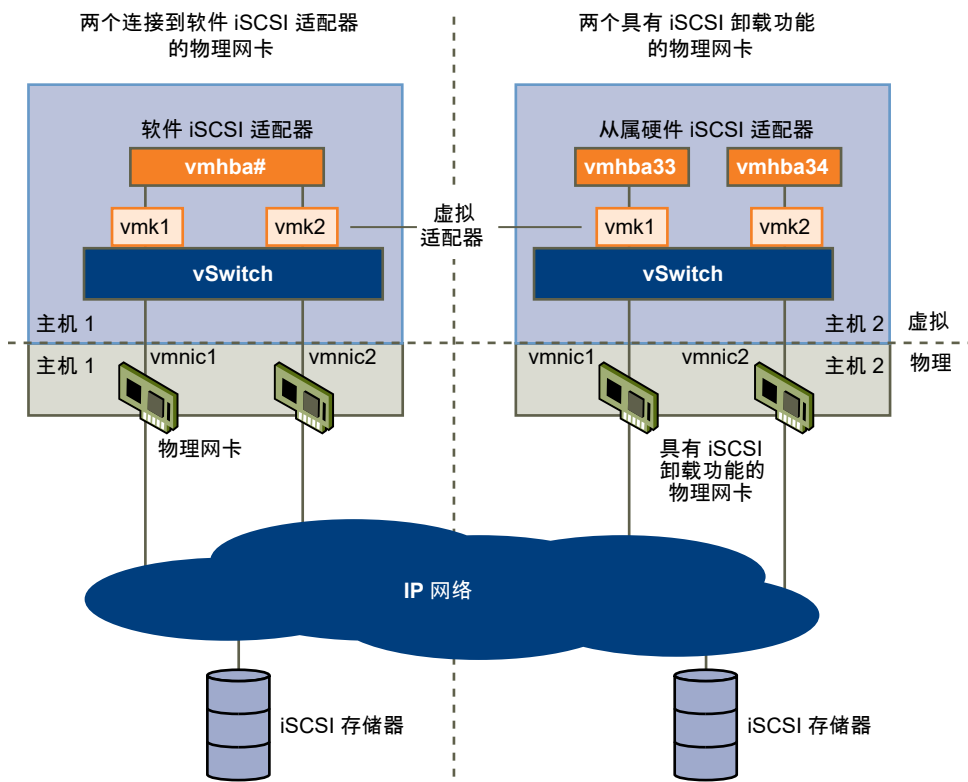 两个连接到软件 iSCSI 适配器
的物理网卡
两个具有 iSCSI 卸载功能
的物理网卡
软件 iSCSI 适配器
vmhba#
vmk1
vmk2
vSwitch
主机 1
虚拟
适配器
从属硬件 iSCSI 适配器
vmhba33
vmhba34
vmk1
vmk2
vSwitch
主机 2
虚拟
主机 1
vmnic1
vmnic2
物理网卡
vmnic1
vmnic2
主机 2
物理
具有 iSCSI
卸载功能的
物理网卡
IP 网络
iSCSI 存储器
iSCSI 存储器